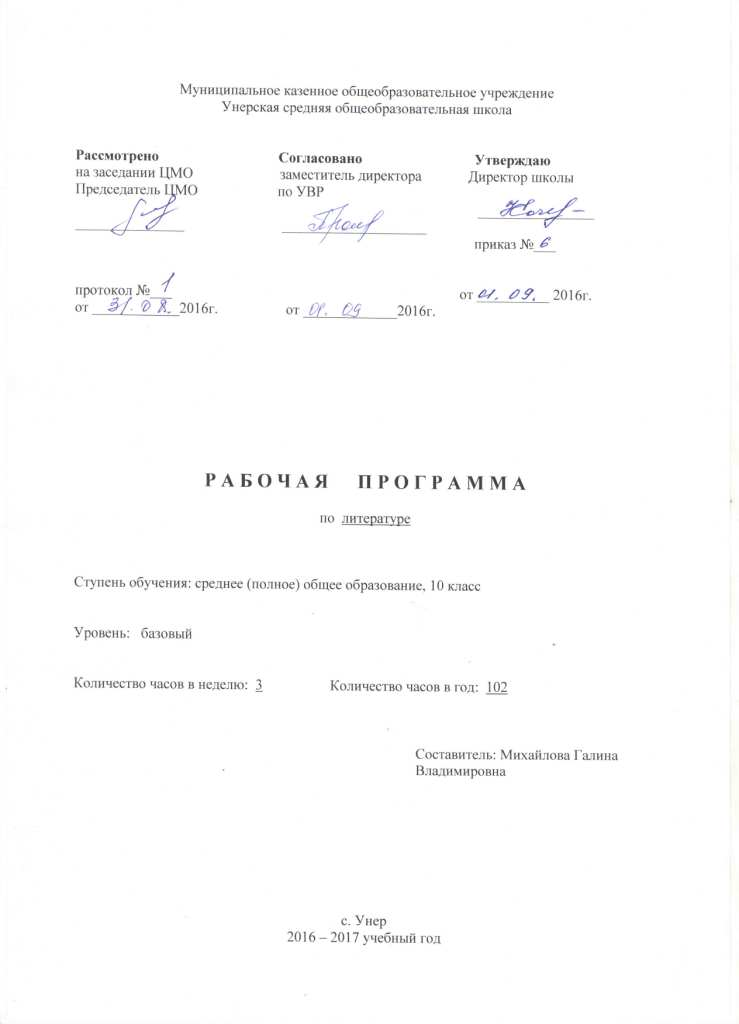 Муниципальное казенное общеобразовательное учреждение
Унерская средняя общеобразовательная школа
Рассмотрено
на заседании ЦМО
Председатель ЦМО
протокол № 1
от 31.08. 2016г.
Согласовано
заместитель директора
по УВР
от 01.09 2016г.
Утверждаю
Директор школы
приказ № 6
от 01.09. 2016г.
РАБОЧАЯ ПРОГРАММА
по литературе
Ступень обучения: среднее (полное) общее образование, 10 класс
Уровень: базовый
Количество часов в неделю: 3 Количество часов в год: 102
Составитель: Михайлова Галина
Владимировна
с. Унер
2016 – 2017 учебный год